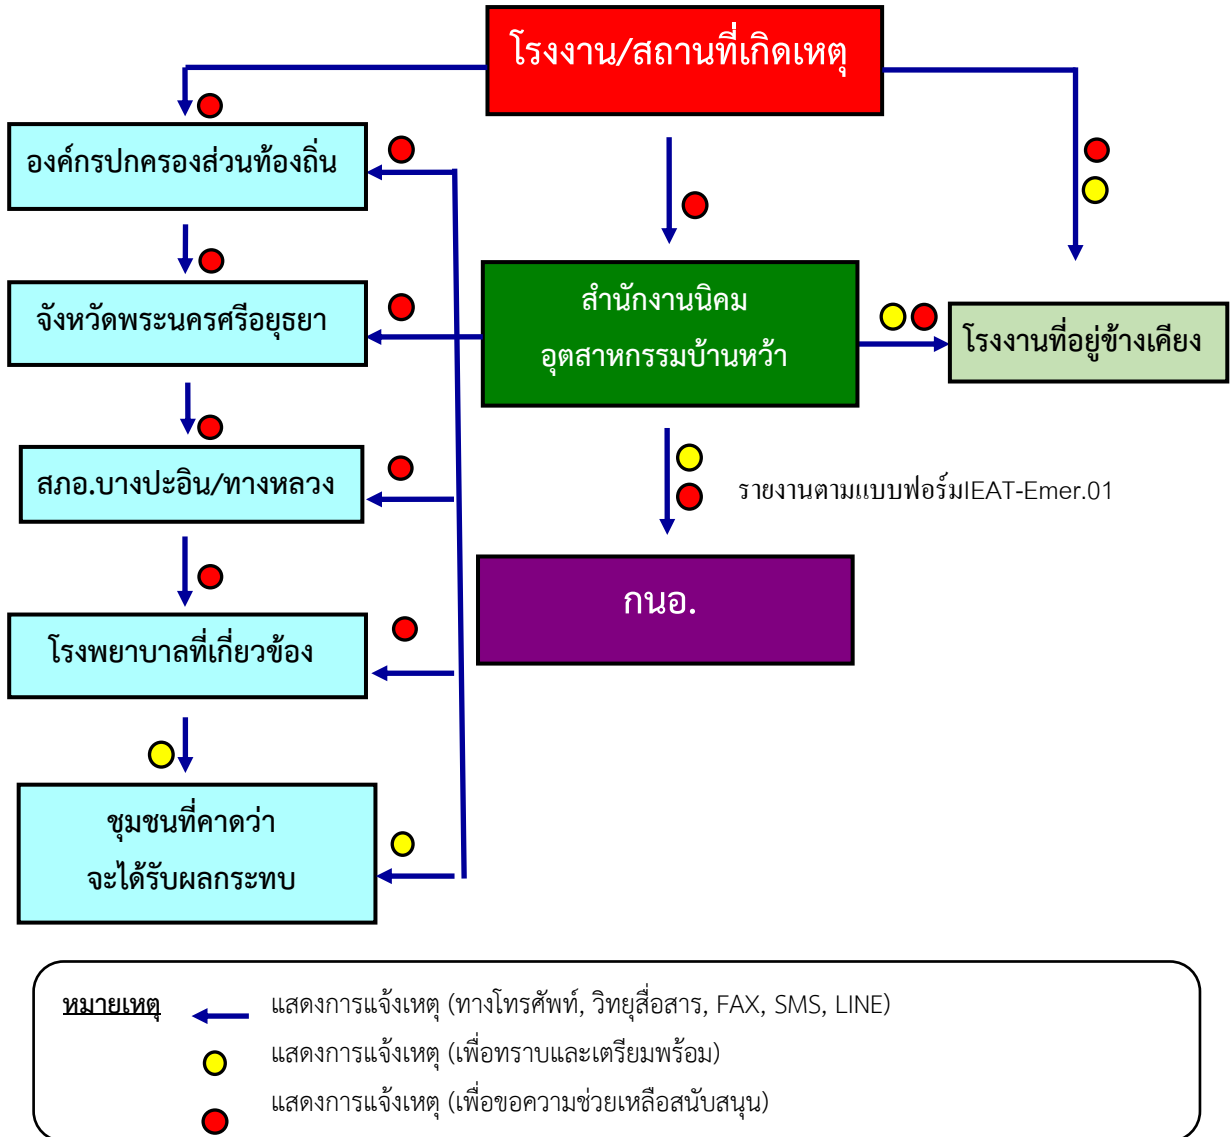 โรงงาน/สถานที่เกิดเหตุ
องค์กรปกครองส่วนท้องถิ่น
จังหวัดพระนครศรีอยุธยา
สำนักงานนิคม
อุตสาหกรรมบ้านหว้า
โรงงานที่อยู่ข้างเคียง
สภอ.บางปะอิน/ทางหลวง
รายงานตามแบบฟอร์มIEAT-Emer.01
กนอ.
โรงพยาบาลที่เกี่ยวข้อง
ชุมชนที่คาดว่า
จะได้รับผลกระทบ
หมายเหตุ แสดงการแจ้งเหตุ (ทางโทรศัพท์, วิทยุสื่อสาร, FAX, SMS, LINE)
แสดงการแจ้งเหตุ (เพื่อทราบและเตรียมพร้อม)
แสดงการแจ้งเหตุ (เพื่อขอความช่วยเหลือสนับสนุน)